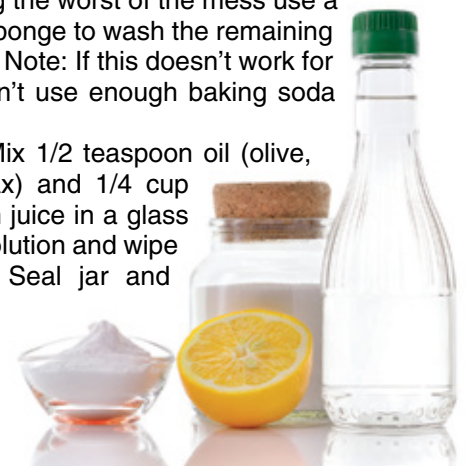 g the worst of the mess use a
ponge to wash the remaining
Note: If this doesn't work for
n't use enough baking soda
Mix 1/2 teaspoon oil (olive,
x) and 1/4 cup
juice in a glass
olution and wipe
Seal jar and